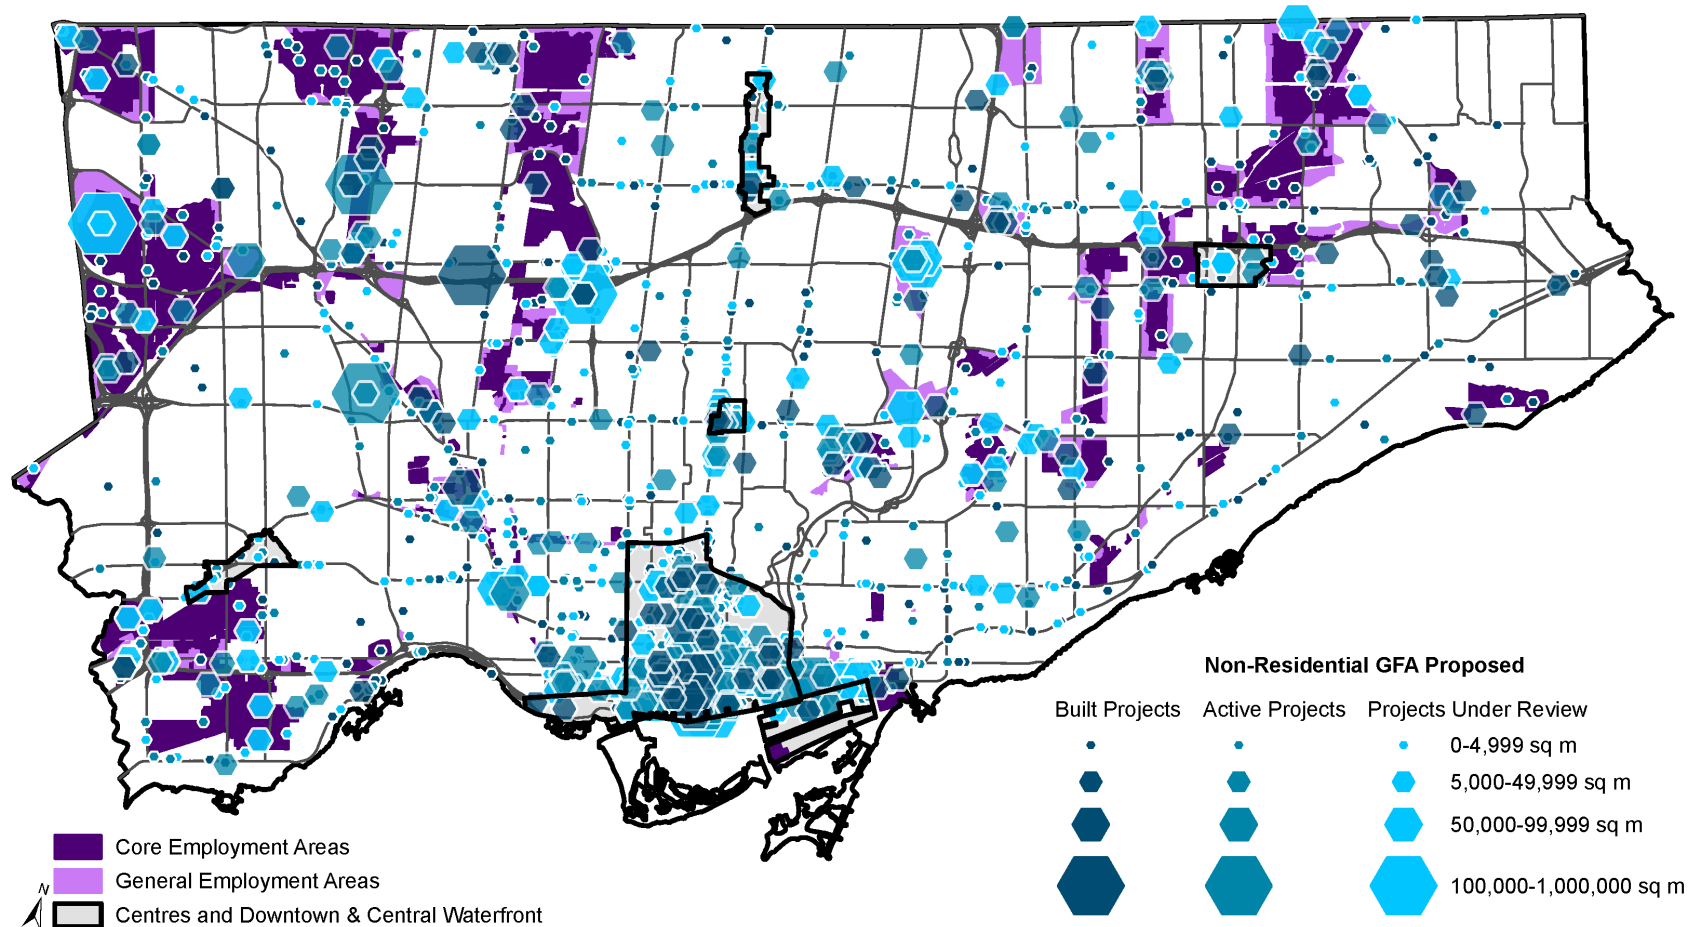 Non-Residential GFA Proposed
Built Projects Active Projects Projects Under Review
0-4,999 sq m
5,000-49,999 sq m
50,000-99,999 sq m
100,000-1,000,000 sq m
Core Employment Areas
General Employment Areas
N
Centres and Downtown & Central Waterfront